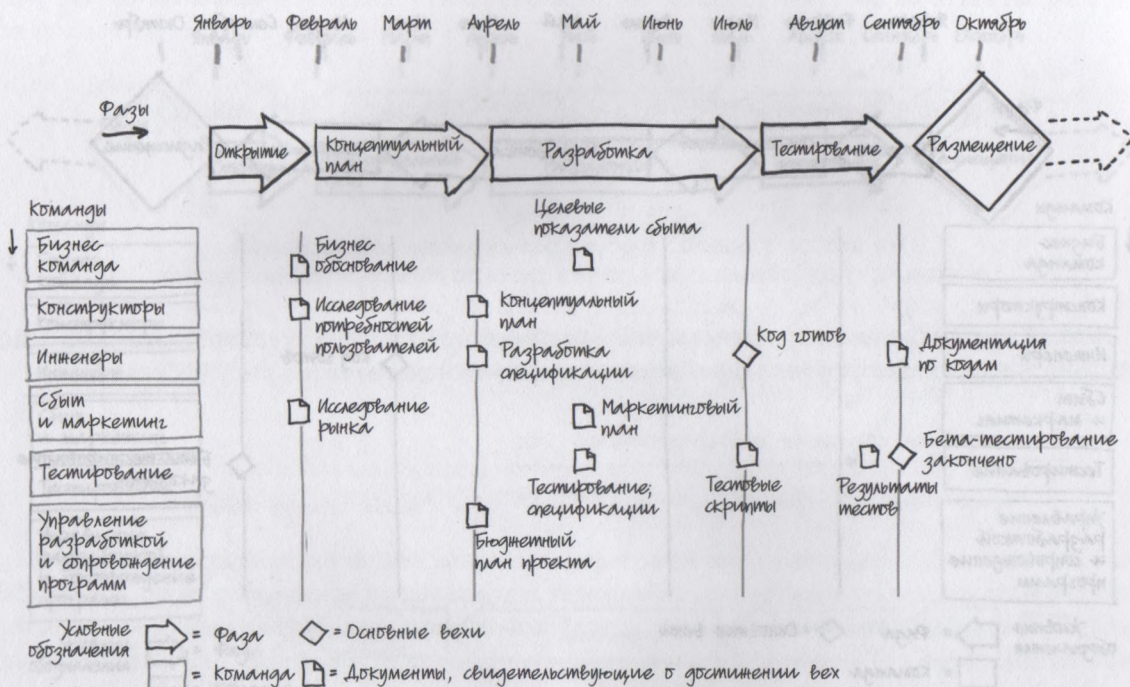 Январь Февраль Март Апрель Май Июнь Июль Август Сентябрь Октябрь
Фазы
Открытие
Концептуальный
план
Разработка
Тестирование
Размещение
Команды
Целевые
показатели сбыта
Бизнес-
команда
Бизнес-
обоснование
Конструкторы
Исследование
потребностей
пользователей
Концептуальный
план
Инженеры
Разработка
спецификации
Код готов
Документация
по кодам
Сбыт
и маркетинг
Исследование
рынка
Маркетинговый
план
Тестирование
Тестирование;
спецификации
Тестовые
скрипты
Результаты
тестов
Бета-тестирование
закончено
Управление
разработкой
и сопровождение
программ
Бюджетный
план проекта
Условные
обозначения
= Фаза
= Основные вехи
= Команда
= Документы, свидетельствующие о достижении вех